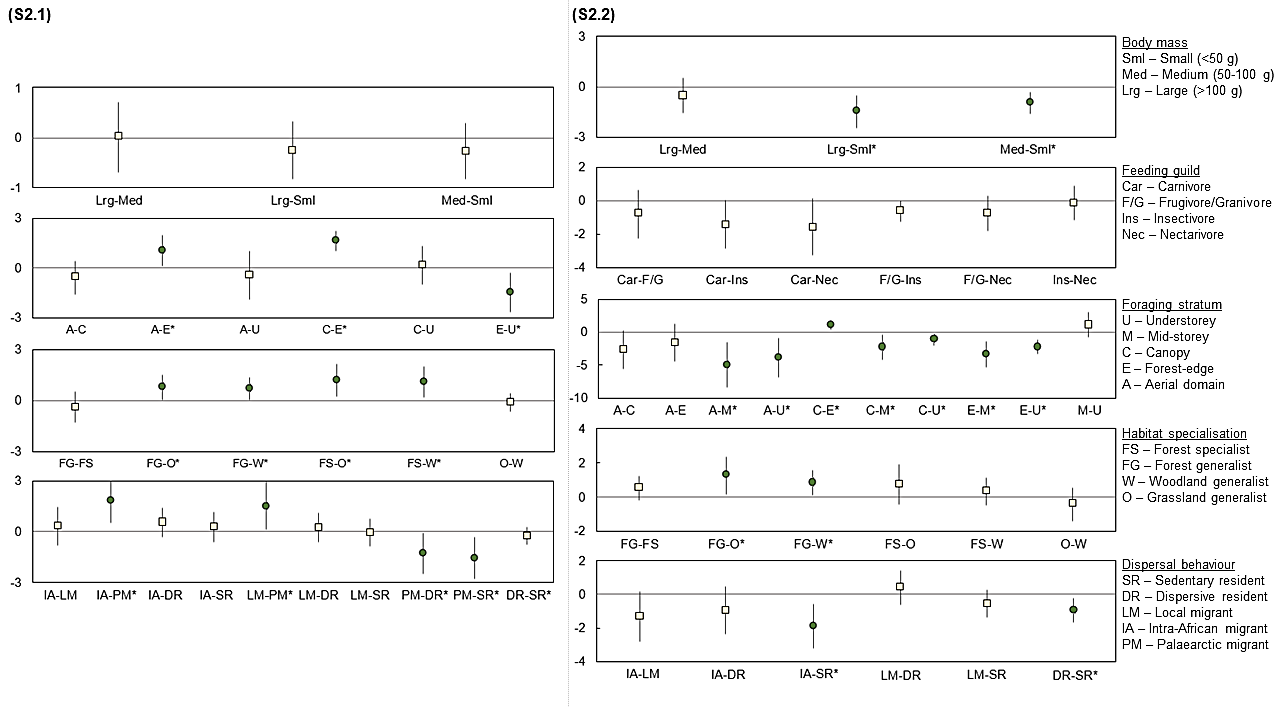 (S2.1)
1
0
-1
Lrg-Med Lrg-Sml Med-Sml
3
0
-3
A-C A-E* A-U C-E* C-U E-U*
3
0
-3
FG-FS FG-O* FG-W* FS-O* FS-W* O-W
3
0
-3
IA-LM IA-PM* IA-DR IA-SR LM-PM* LM-DR LM-SR PM-DR* PM-SR* DR-SR*
(S2.2)
3
0
-3
Lrg-Med Lrg-Sml* Med-Sml*
Body mass
Sml – Small (<50 g)
Med – Medium (50-100 g)
Lrg – Large (>100 g)
2
0
-2
-4
Car-F/G Car-Ins Car-Nec F/G-Ins F/G-Nec Ins-Nec
Feeding guild
Car – Carnivore
F/G – Frugivore/Granivore
Ins – Insectivore
Nec – Nectarivore
5
0
-5
-10
A-C A-E A-M* A-U* C-E* C-M* C-U* E-M* E-U* M-U
Foraging stratum
U – Understorey
M – Mid-storey
C – Canopy
E – Forest-edge
A – Aerial domain
4
2
0
-2
FG-FS FG-O* FG-W* FS-O FS-W O-W
Habitat specialisation
FS – Forest specialist
FG – Forest generalist
W – Woodland generalist
O – Grassland generalist
2
0
-2
-4
IA-LM IA-DR IA-SR* LM-DR LM-SR DR-SR*
Dispersal behaviour
SR – Sedentary resident
DR – Dispersive resident
LM – Local migrant
IA – Intra-African migrant
PM – Palaearctic migrant